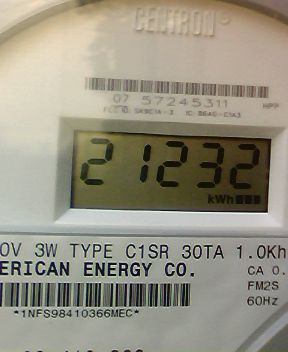 CENTRON
07 57245311 HPP
21232
kWh
0V 3W TYPE C1SR 30TA 1.0Kh
ERICAN ENERGY CO. CA 0.
FM2S
60Hz
*1NFS98410366MEC*